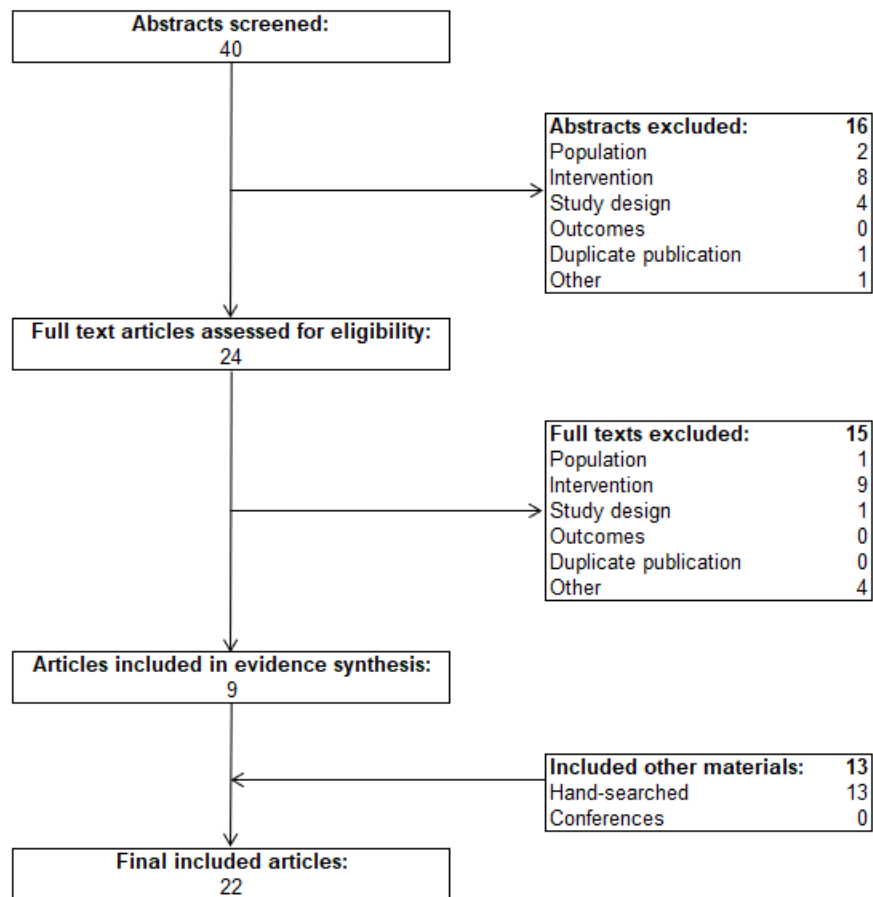 Abstracts screened:
40
Abstracts excluded: 16
Population 2
Intervention 8
Study design 4
Outcomes 0
Duplicate publication 1
Other 1
Full text articles assessed for eligibility:
24
Full texts excluded: 15
Population 1
Intervention 9
Study design 1
Outcomes 0
Duplicate publication 0
Other 4
Articles included in evidence synthesis:
9
Included other materials: 13
Hand-searched 13
Conferences 0
Final included articles:
22